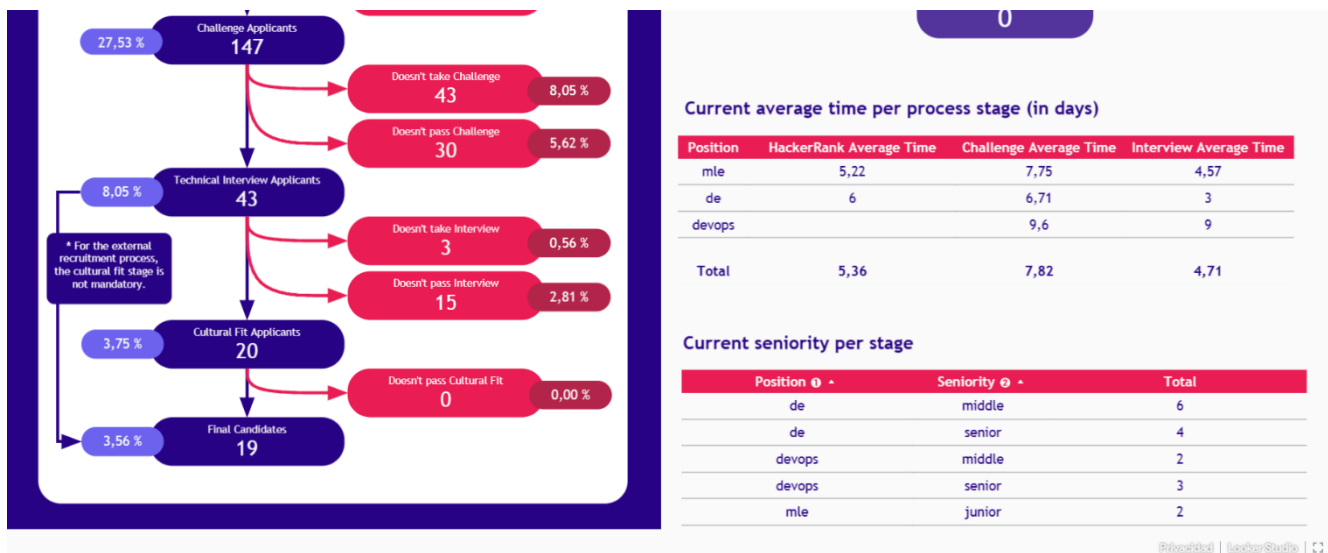 Challenge Applicants
27,53 %
147
Doesn't take Challenge
43
8,05 %
Doesn't pass Challenge
30
5,62 %
Technical Interview Applicants
8,05 %
43
* For the external
recruitment process,
the cultural fit stage is
not mandatory.
Doesn't take Interview
3
0,56 %
Doesn't pass Interview
15
2,81 %
Cultural Fit Applicants
3,75 %
20
Doesn't pass Cultural Fit
0
0,00 %
Final Candidates
3,56 %
19
0
Current average time per process stage (in days)
Position HackerRank Average Time Challenge Average Time Interview Average Time
mle 5,22 7,75 4,57
de 6 6,71 3
devops 9,6 9
Total 5,36 7,82 4,71
Current seniority per stage
Position 1 Seniority 2 Total
de middle 6
de senior 4
devops middle 2
devops senior 3
mle junior 2
Privacidad | Looker Studio |